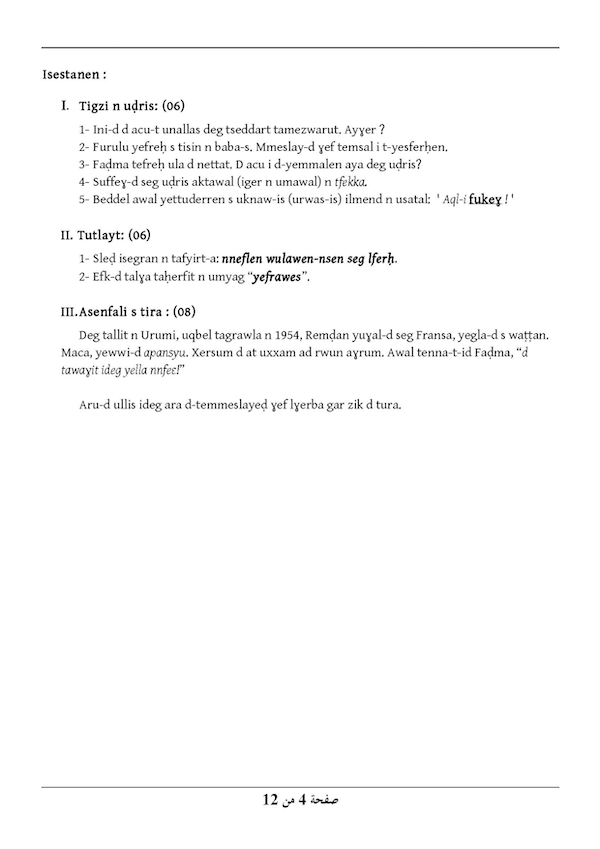 Isestanen :
I. Tigzi n uḍris: (06)
1- Ini-d d acu-t unallas deg tseddart tamezwarut. Ayɣer ?
2- Furulu yefreḥ s tisin n baba-s. Mmeslay-d ɣef temsal i t-yesferḥen.
3- Faḍma tefreḥ ula d nettat. D acu i d-yemmalen aya deg uḍris?
4- Suffeɣ-d seg uḍris aktawal (iger n umawal) n tfekka.
5- Beddel awal yettuderren s uknaw-is (urwas-is) ilmend n usatal: ' Aql-i fukeɣ ! '
II. Tutlayt: (06)
1- Sleḍ isegran n tafyirt-a: nneflen wulawen-nsen seg lferḥ.
2- Efk-d talɣa taḥerfit n umyag “yefrawes”.
III.Asenfali s tira : (08)
Deg tallit n Urumi, uqbel tagrawla n 1954, Remḍan yuɣal-d seg Fransa, yegla-d s waṭṭan.
Maca, yewwi-d apansyu. Xersum d at uxxam ad rwun aɣrum. Awal tenna-t-id Faḍma, “d
tawaɣit ideg yella nnfeɛ!”
Aru-d ullis ideg ara d-temmeslayeḍ ɣef lɣerba gar zik d tura.
صفحة 4 من 12